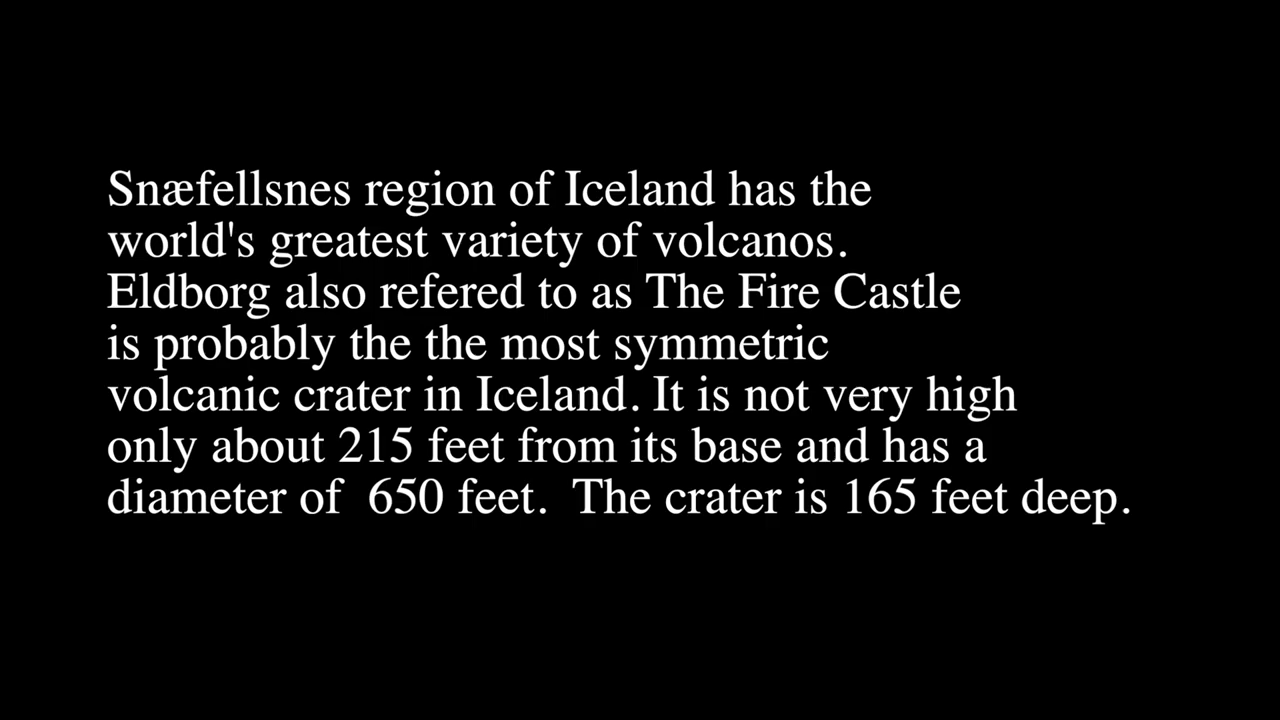 Snæfellsnes region of Iceland has the
world's greatest variety of volcanos.
Eldborg also refered to as The Fire Castle
is probably the the most symmetric
volcanic crater in Iceland. It is not very high
only about 215 feet from its base and has a
diameter of  650 feet.  The crater is 165 feet deep.